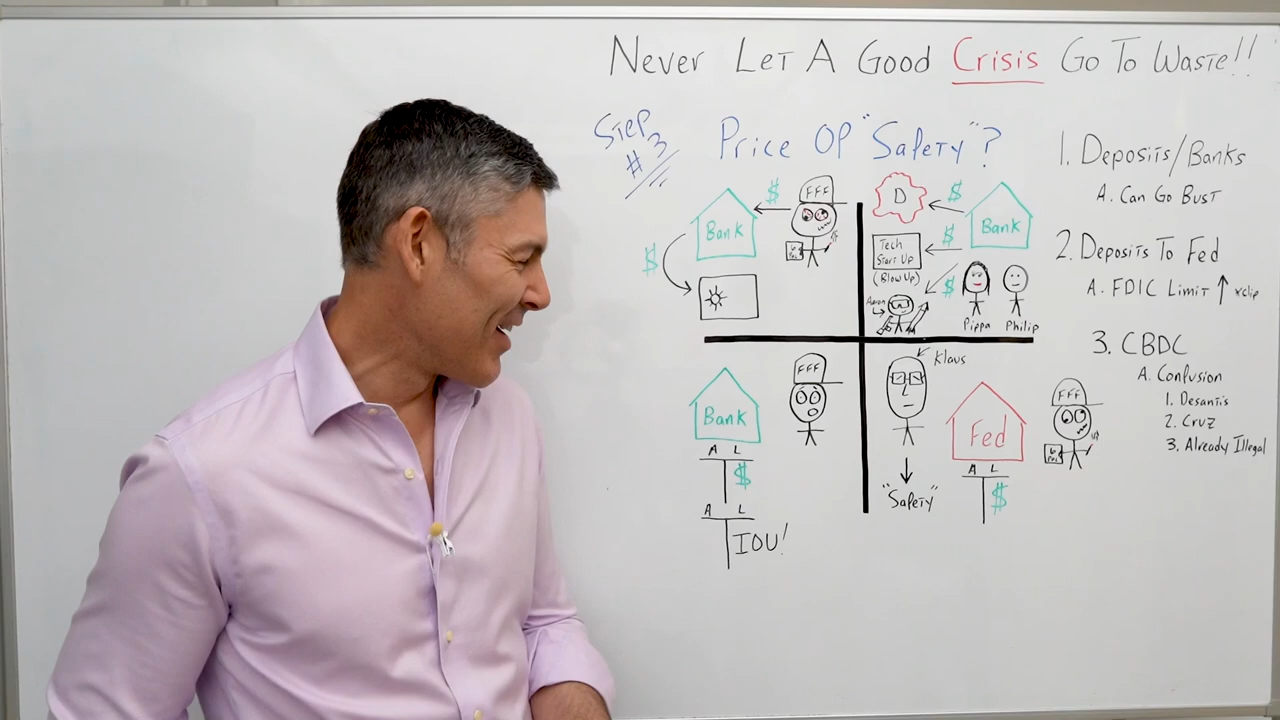 Never Let A Good Crisis Go To Waste!!
Step #3
Price Of "Safety"?
$
FFF
Bank
$
D
$
Bank
Tech
Start Up
$
(Blow Up)
$
Aaron
Pippa
Philip
FFF
Bank
A L
$
A L
IOU!
Klaus
"Safety"
Fed
A L
$
FFF
1. Deposits/Banks
A. Can Go Bust
2. Deposits To Fed
A. FDIC Limit ↑ *clip
3. CBDC
A. Confusion
1. Desantis
2. Cruz
3. Already Illegal